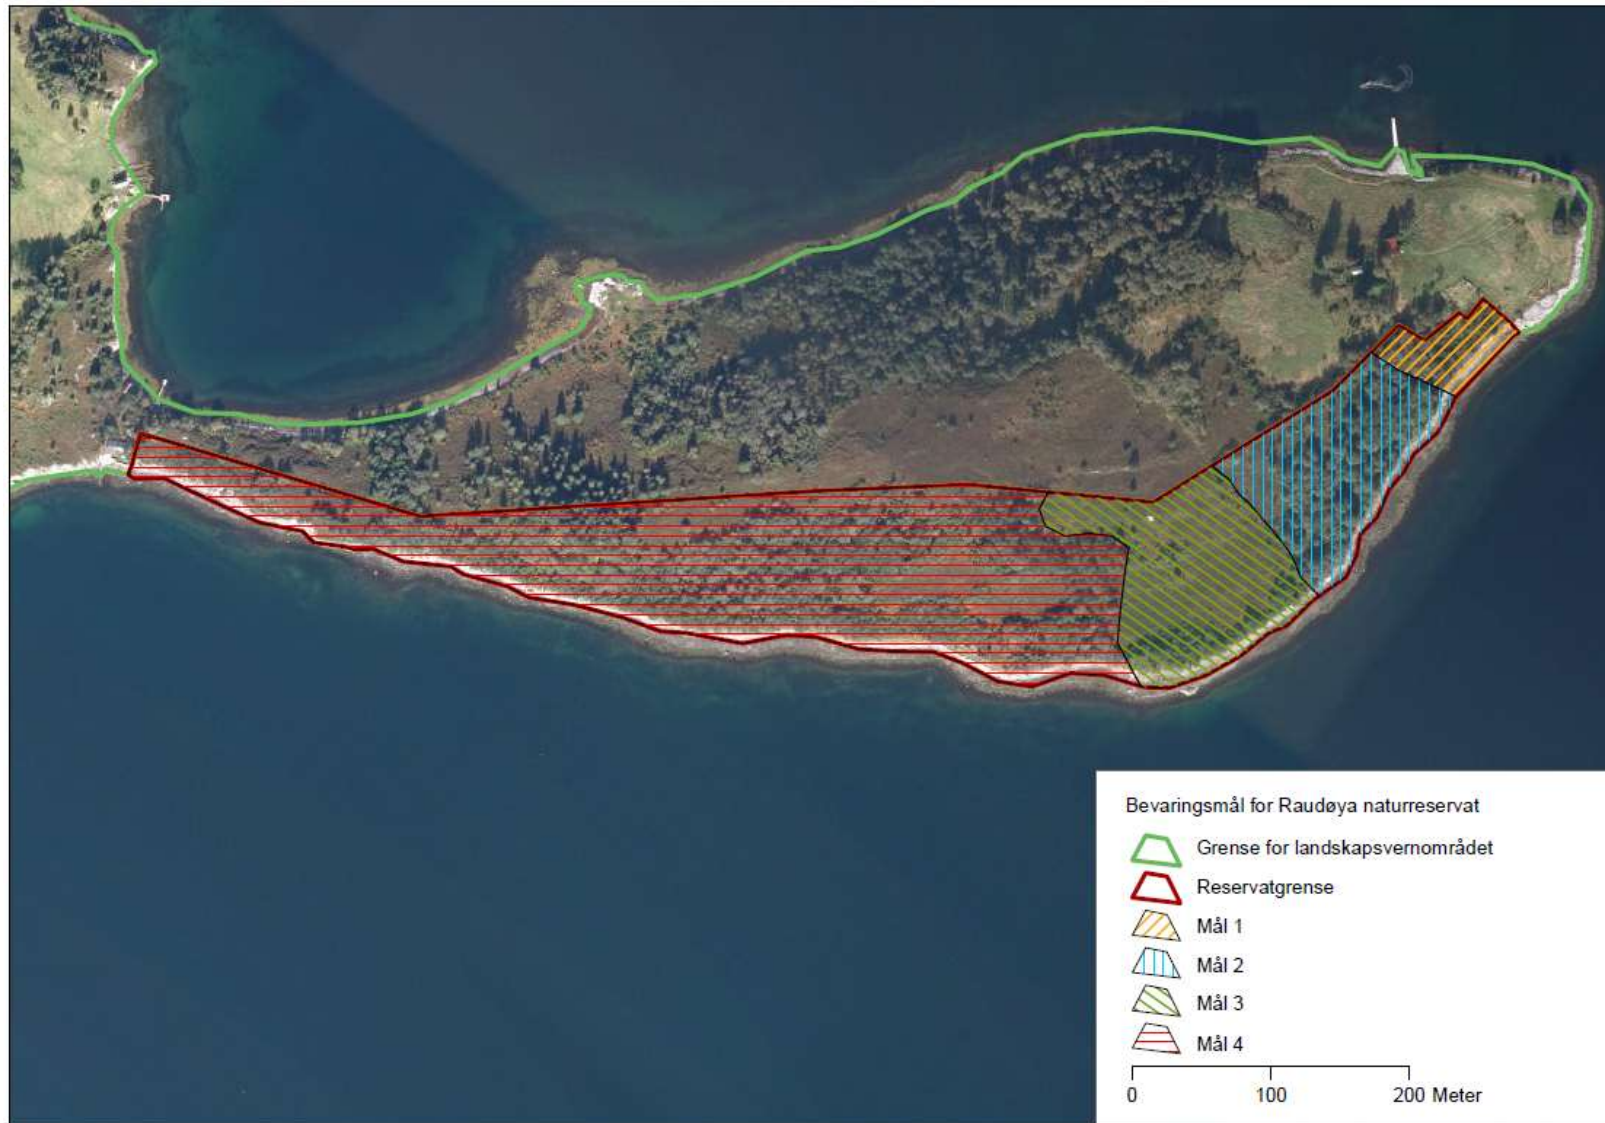 Bevaringsmål for Raudøya naturreservat
Grense for landskapsvernområdet
Reservatgrense
Mål 1
Mål 2
Mål 3
Mål 4
0 100 200 Meter